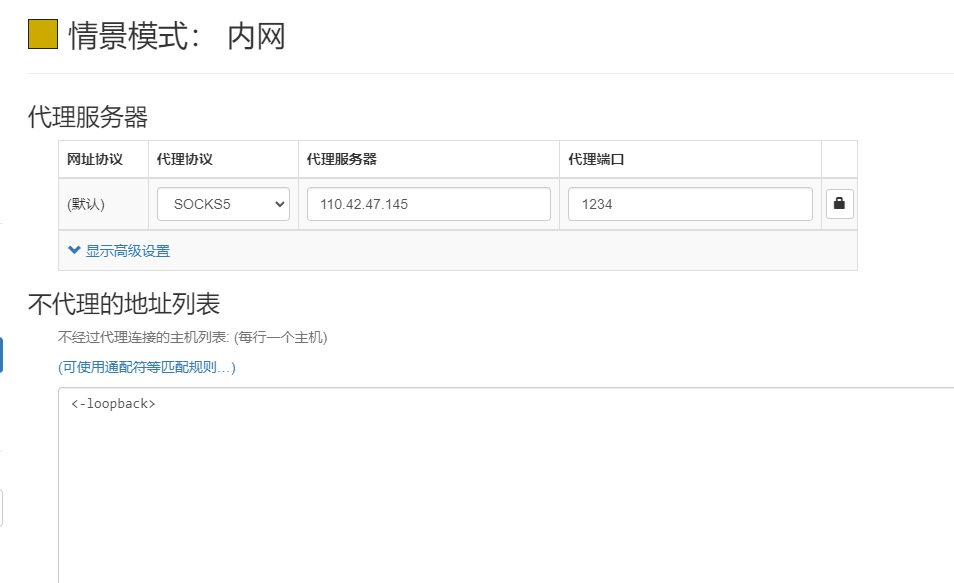 情景模式： 内网
代理服务器
网址协议 代理协议 代理服务器 代理端口
(默认) SOCKS5 110.42.47.145 1234
显示高级设置
不代理的地址列表
不经过代理连接的主机列表: (每行一个主机)
(可使用通配符等匹配规则…)
<-loopback>